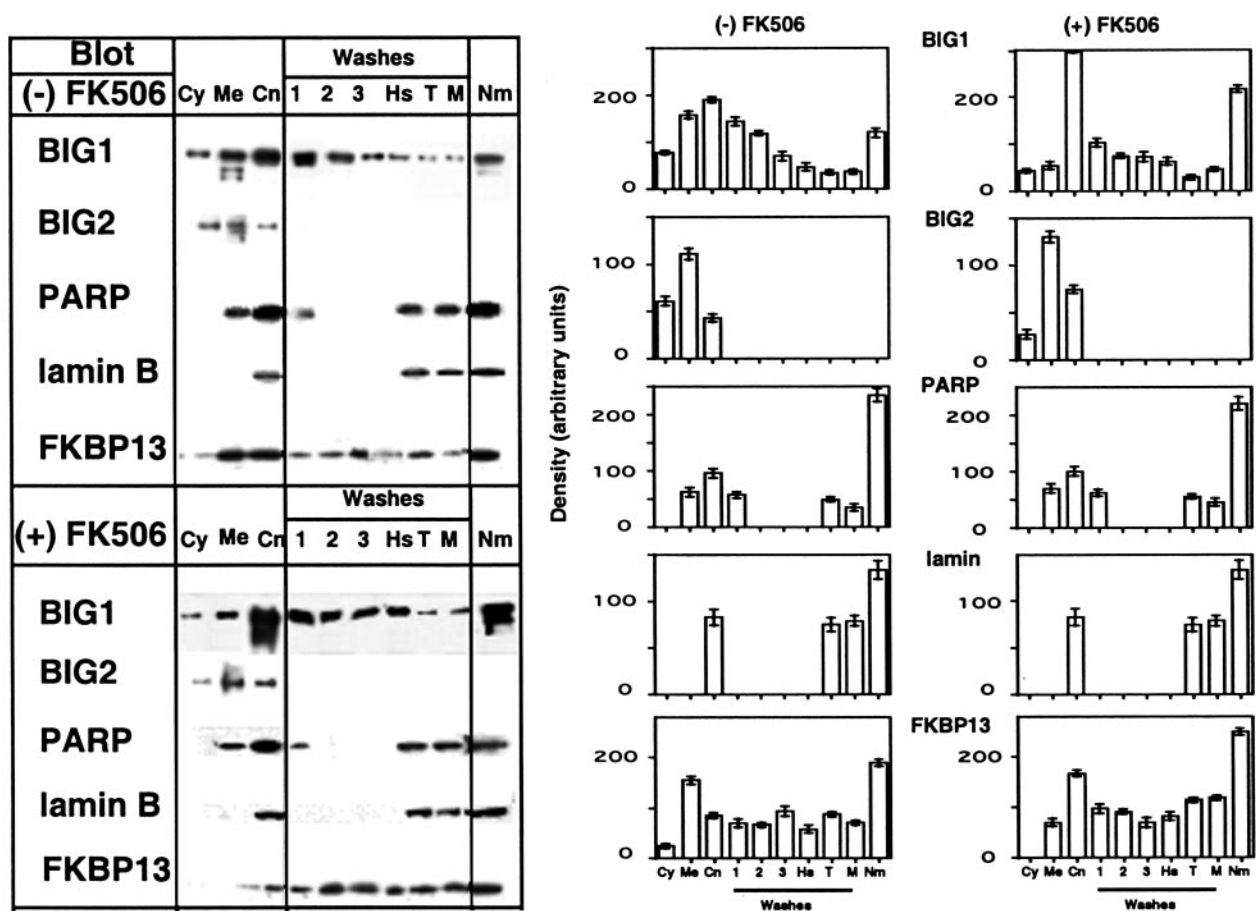 Blot
Washes
(-) FK506 Cy Me Cn 1 2 3 Hs T M Nm
BIG1
BIG2
PARP
lamin B
FKBP13
Washes
(+) FK506 Cy Me Cn 1 2 3 Hs T M Nm
BIG1
BIG2
PARP
lamin B
FKBP13
(-) FK506
(+) FK506
Density (arbitrary units)
BIG1
200
0
200
0
BIG2
100
0
100
0
PARP
200
100
0
200
100
0
lamin
100
0
100
0
FKBP13
200
0
200
0
Cy Me Cn 1 2 3 Hs T M Nm
Washes
Cy Me Cn 1 2 3 Hs T M Nm
Washes